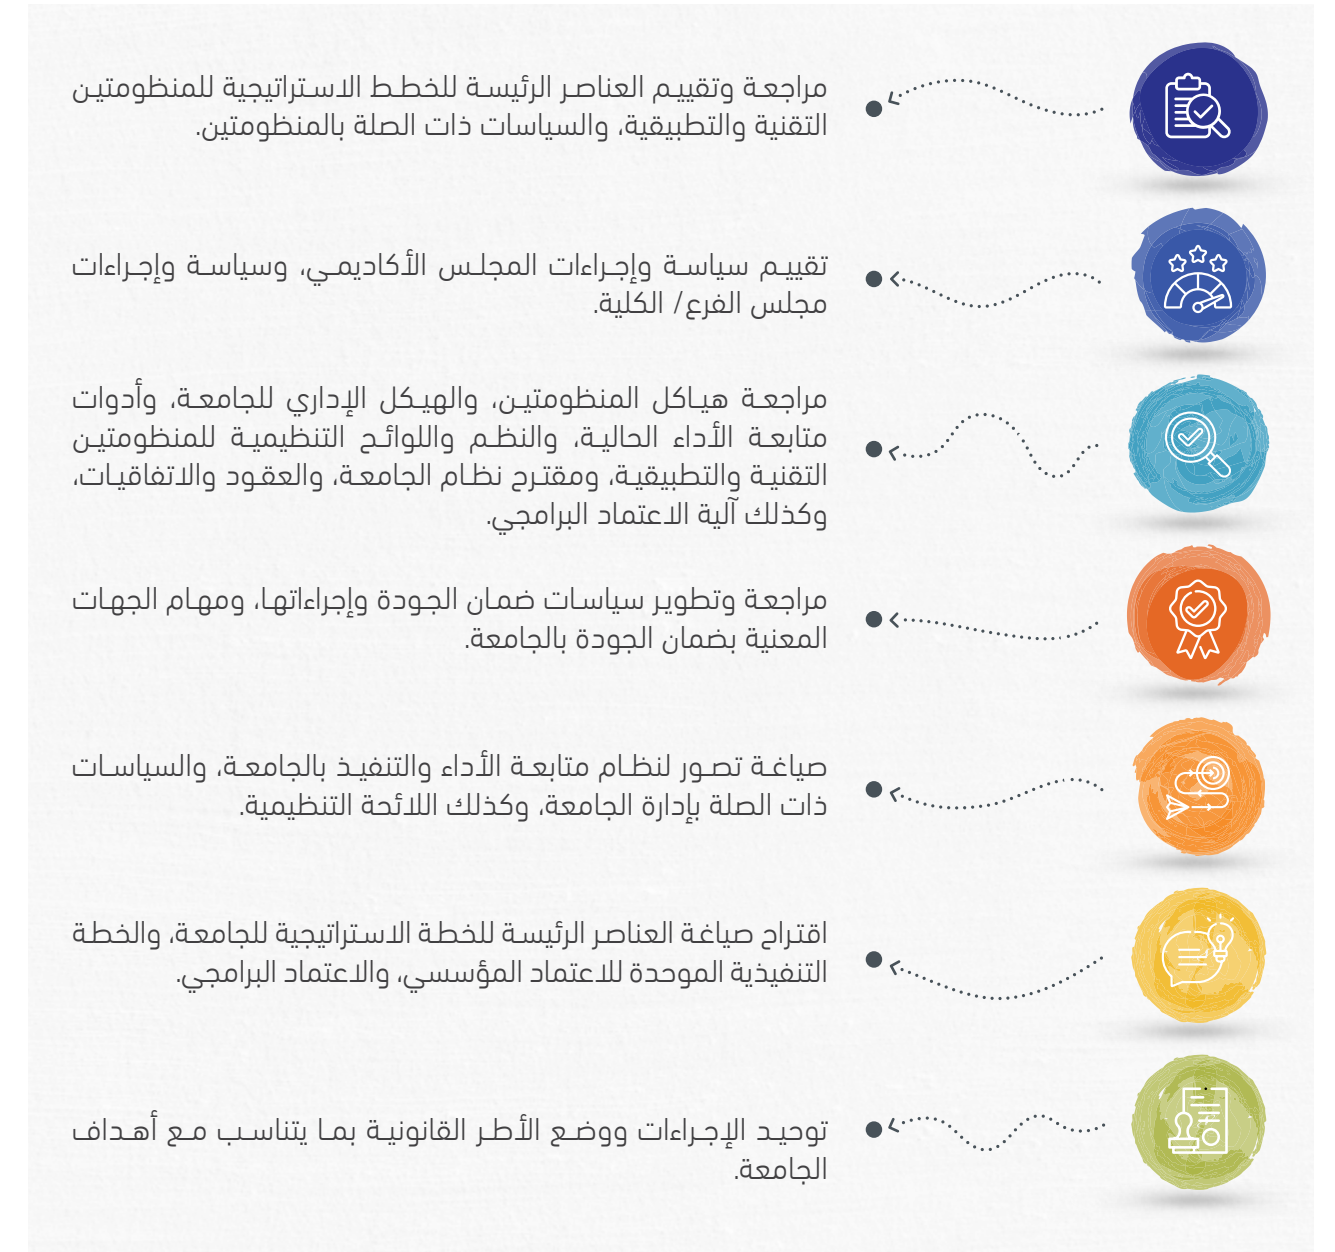 مراجعة وتقييم العناصر الرئيسة للخطط الاستراتيجية للمنظومتين
التقنية والتطبيقية، والسياسات ذات الصلة بالمنظومتين.
تقييم سياسة وإجراءات المجلس الأكاديمي، وسياسة وإجراءات
مجلس الفرع/ الكلية.
مراجعة هياكل المنظومتين، والهيكل الإداري للجامعة، وأدوات
متابعة الأداء الحالية، والنظم واللوائح التنظيمية للمنظومتين
التقنية والتطبيقية، ومقترح نظام الجامعة، والعقود والاتفاقيات،
وكذلك آلية الاعتماد البرامجي.
مراجعة وتطوير سياسات ضمان الجودة وإجراءاتها، ومهام الجهات
المعنية بضمان الجودة بالجامعة.
صياغة تصور لنظام متابعة الأداء والتنفيذ بالجامعة، والسياسات
ذات الصلة بإدارة الجامعة، وكذلك اللائحة التنظيمية.
اقتراح صياغة العناصر الرئيسة للخطة الاستراتيجية للجامعة، والخطة
التنفيذية الموحدة للاعتماد المؤسسي، والاعتماد البرامجي.
توحيد الإجراءات ووضع الأطر القانونية بما يتناسب مع أهداف
الجامعة.